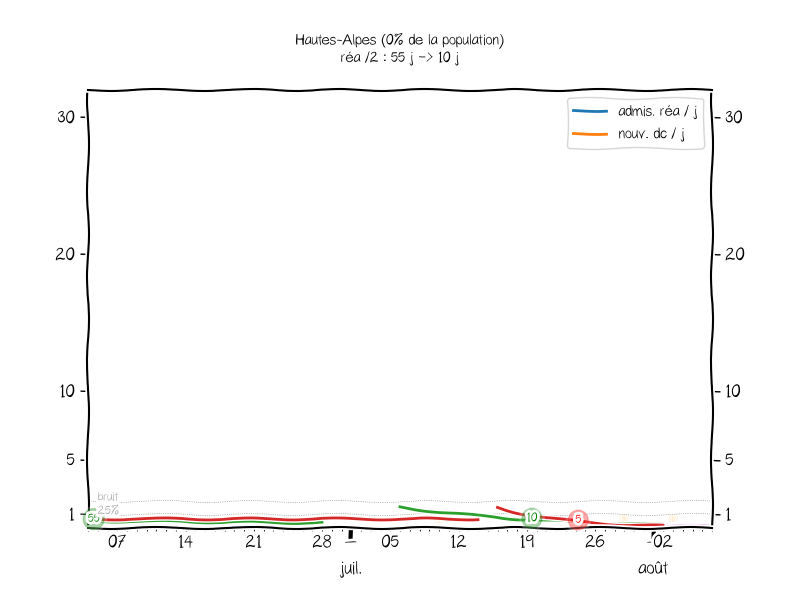 Hautes-Alpes (0% de la population)
réa /2 : 55 j -> 10 j
admis. réa / j
nouv. dc / j
30 30
20 20
10 10
5 5
bruit
25%
1 1
55 10 5
07 14 21 28 05 12 19 26 02
juil. août